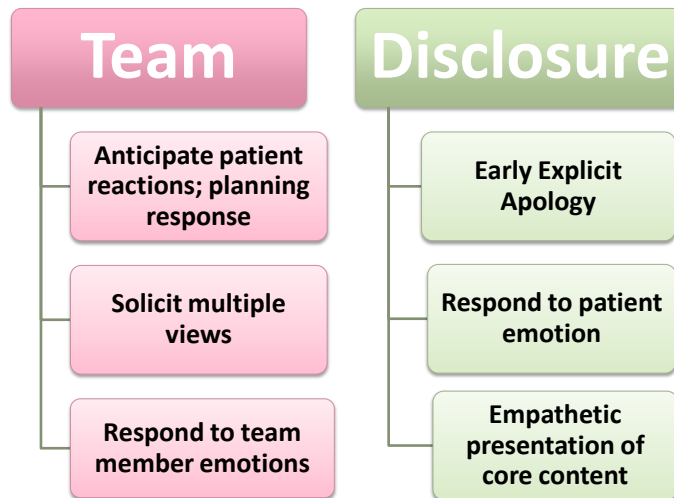 Team
Anticipate patient
reactions; planning
response
Solicit multiple
views
Respond to team
member emotions
Disclosure
Early Explicit
Apology
Respond to patient
emotion
Empathetic
presentation of
core content